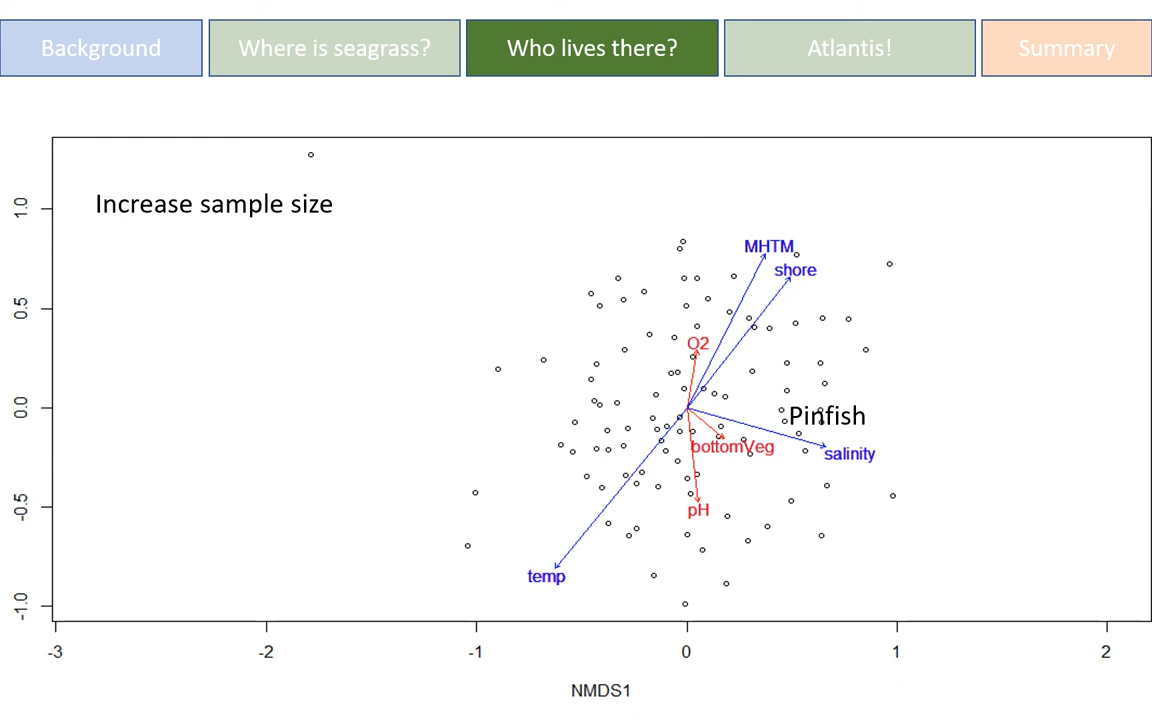 Background
Where is seagrass?
Who lives there?
Atlantis!
Summary
Increase sample size
MHTM
shore
O2
Pinfish
bottomVeg
salinity
pH
temp
1.0
0.5
0.0
-0.5
-1.0
-3 -2 -1 0 1 2
NMDS1